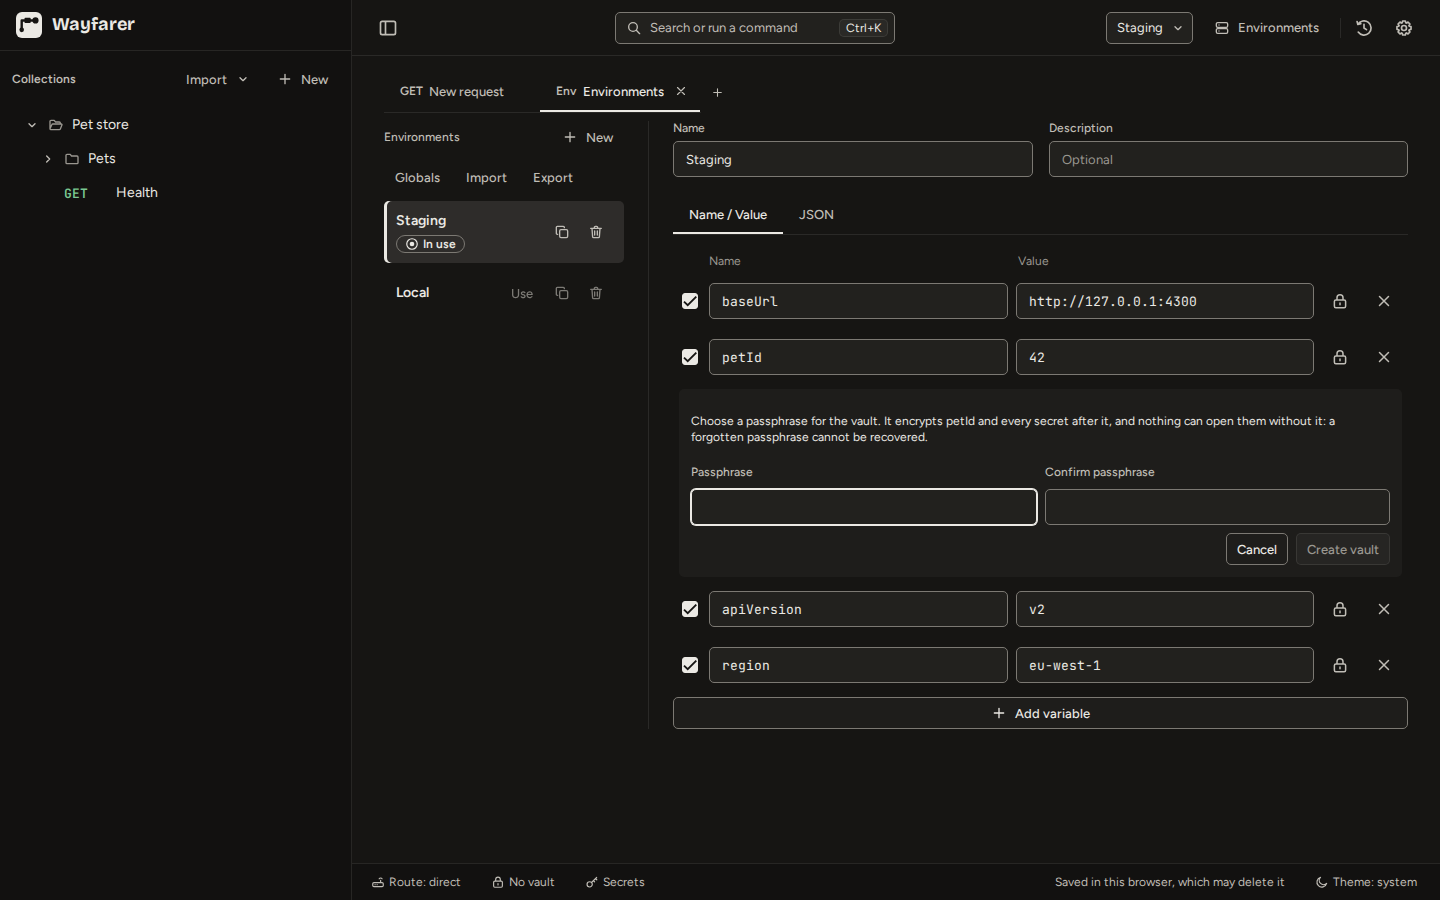 Wayfarer
Search or run a command
Ctrl+K
Staging
Environments
Collections
Import
New
Pet store
Pets
GET
Health
GET New request
Env Environments
Environments
New
Globals
Import
Export
Staging
In use
Local
Use
Name
Description
Staging
Optional
Name / Value
JSON
Name
Value
baseUrl
http://127.0.0.1:4300
petId
42
Choose a passphrase for the vault. It encrypts petId and every secret after it, and nothing can open them without it: a
forgotten passphrase cannot be recovered.
Passphrase
Confirm passphrase
Cancel
Create vault
apiVersion
v2
region
eu-west-1
Add variable
Route: direct
No vault
Secrets
Saved in this browser, which may delete it
Theme: system